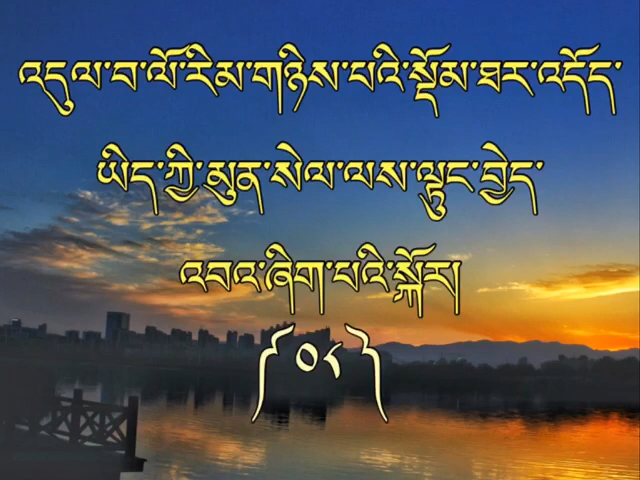 འདུལ་བ་ལོ་རིམ་གཉིས་པའི་སྡོམ་ཐར་འདོད་
ཡིད་ཀྱི་མུན་སེལ་ལས་ལྟུང་བྱེད་
འབའ་ཞིག་པའི་སྐོར།
༼༠༨༽